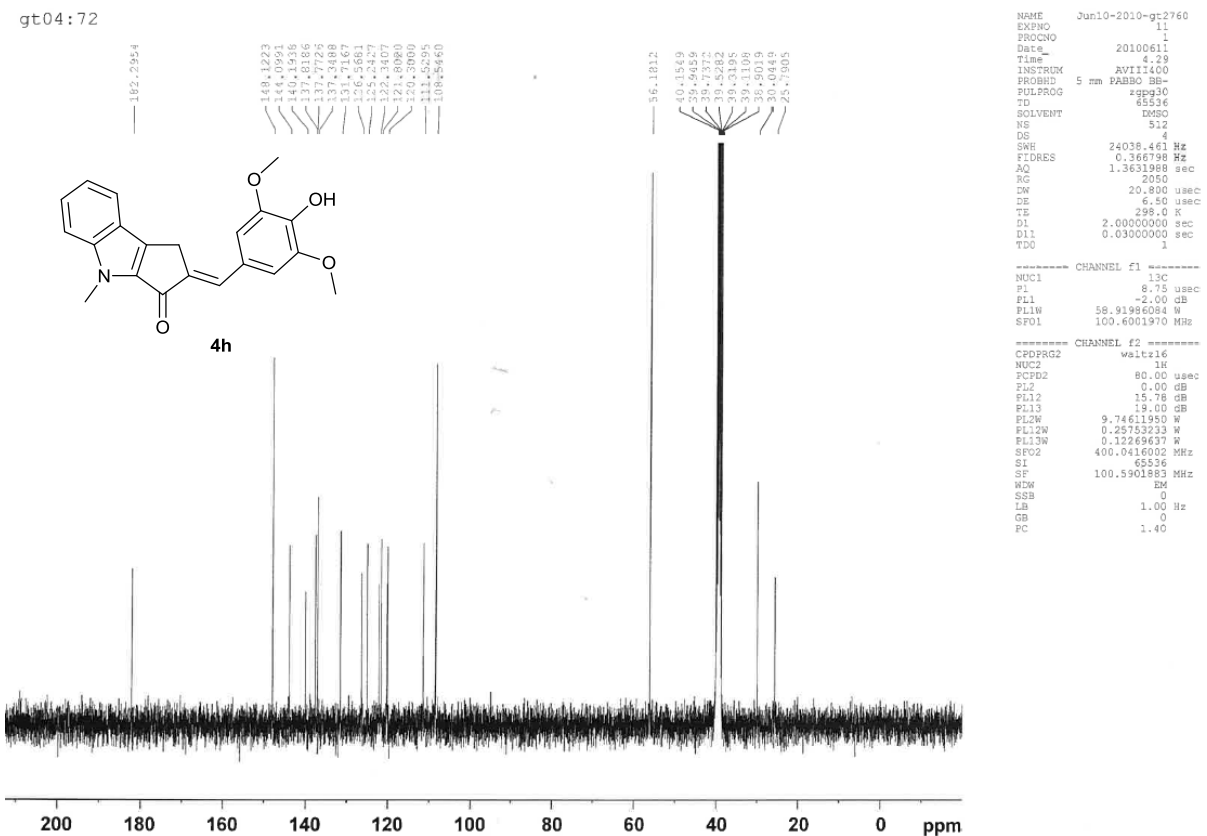 gt04:72
182.2954
148.1223
144.0991
140.1938
137.8186
137.7726
137.3488
131.7167
126.5681
125.2427
122.3407
121.8080
120.3000
111.5295
108.5460
56.1812
40.1549
39.9459
39.7372
39.5282
39.3195
39.1108
38.9019
30.0449
25.7905
O
OH
O
N
O
4h
200 180 160 140 120 100 80 60 40 20 0 ppm
NAME Jun10-2010-gt2760
EXPNO 11
PROCNO 1
Date_ 20100611
Time 4.29
INSTRUM AVIII400
PROBHD 5 mm PABBO BB-
PULPROG zgpg30
TD 65536
SOLVENT DMSO
NS 512
DS 4
SWH 24038.461 Hz
FIDRES 0.366798 Hz
AQ 1.3631988 sec
RG 2050
DW 20.800 usec
DE 6.50 usec
TE 298.0 K
D1 2.00000000 sec
D11 0.03000000 sec
TD0 1
======== CHANNEL f1 ========
NUC1 13C
P1 8.75 usec
PL1 -2.00 dB
PL1W 58.91986084 W
SFO1 100.6001970 MHz
======== CHANNEL f2 ========
CPDPRG2 waltz16
NUC2 1H
PCPD2 80.00 usec
PL2 0.00 dB
PL12 15.78 dB
PL13 19.00 dB
PL2W 9.74611950 W
PL12W 0.25753233 W
PL13W 0.12269637 W
SFO2 400.0416002 MHz
SI 65536
SF 100.5901883 MHz
WDW EM
SSB 0
LB 1.00 Hz
GB 0
PC 1.40